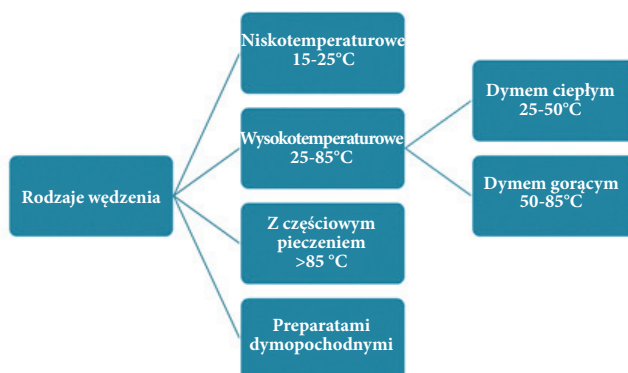 Rodzaje wędzenia
Niskotemperaturowe
15-25°C
Wysokotemperaturowe
25-85°C
Dymem ciepłym
25-50°C
Dymem gorącym
50-85°C
Z częściowym
pieczeniem
>85 °C
Preparatami
dymopochodnymi